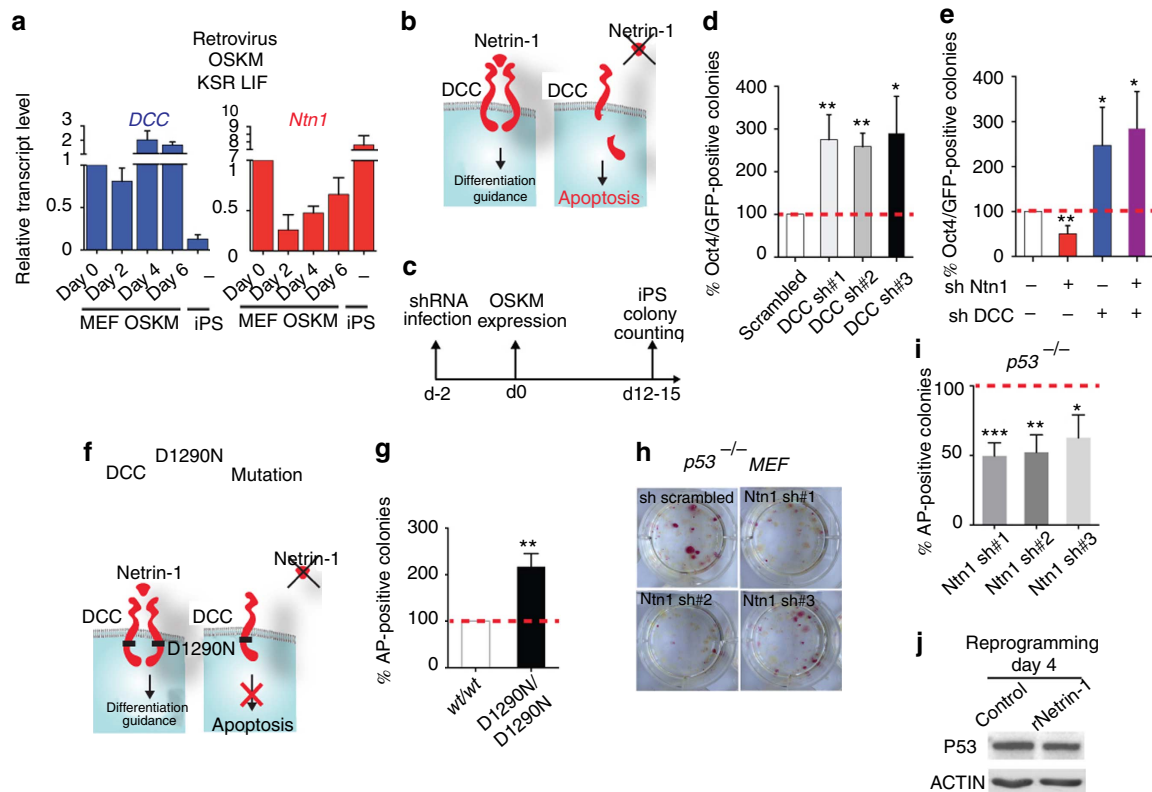 a
Retrovirus
OSKM
KSR LIF
Relative transcript level
DCC
3
2
1
0.5
0
Day 0
Day 2
Day 4
Day 6
–
MEF OSKM
iPS
Ntn1
10
9
8
7
1
0.5
0
Day 0
Day 2
Day 4
Day 6
–
MEF OSKM
iPS
b
Netrin-1
DCC
Differentiation
guidance
Netrin-1
DCC
Apoptosis
c
shRNA
infection
OSKM
expression
iPS
colony
counting
d-2
d0
d12-15
d
% Oct4/GFP-positive colonies
400
300
200
100
0
**
**
*
Scrambled
DCC sh#1
DCC sh#2
DCC sh#3
e
% Oct4/GFP-positive colonies
400
300
200
100
0
**
*
*
sh Ntn1 – + – +
sh DCC – – + +
f
DCC D1290N Mutation
Netrin-1
DCC
D1290N
Differentiation
guidance
Netrin-1
DCC
Apoptosis
g
% AP-positive colonies
300
200
100
0
**
wt/wt
D1290N/
D1290N
h
p53 –/– MEF
sh scrambled
Ntn1 sh#1
Ntn1 sh#2
Ntn1 sh#3
i
p53 –/–
% AP-positive colonies
100
50
0
***
**
*
Ntn1 sh#1
Ntn1 sh#2
Ntn1 sh#3
j
Reprogramming
day 4
Control
rNetrin-1
P53
ACTIN